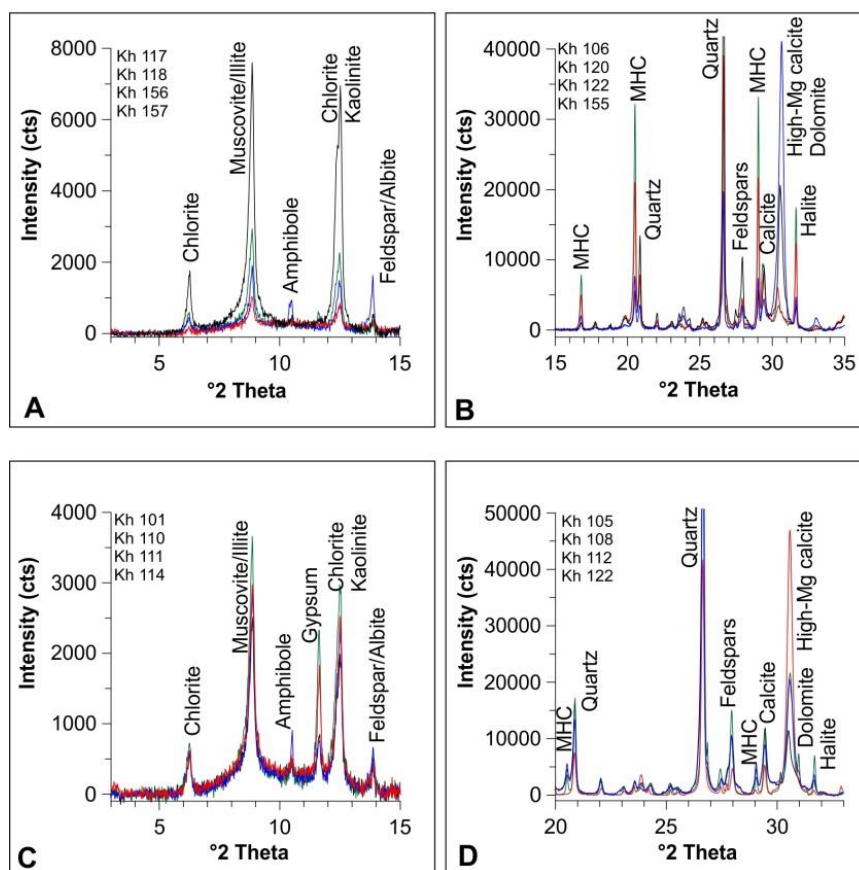 8000
6000
4000
2000
0
Intensity (cts)
Kh 117
Kh 118
Kh 156
Kh 157
Chlorite
Muscovite/Illite
Amphibole
Chlorite
Kaolinite
Feldspar/Albite
5
10
15
°2 Theta
A
40000
30000
20000
10000
0
Intensity (cts)
Kh 106
Kh 120
Kh 122
Kh 155
MHC
MHC
Quartz
Quartz
Feldspars
MHC
Calcite
High-Mg calcite
Dolomite
Halite
15
20
25
30
35
°2 Theta
B
4000
3000
2000
1000
0
Intensity (cts)
Kh 101
Kh 110
Kh 111
Kh 114
Chlorite
Muscovite/Illite
Amphibole
Gypsum
Chlorite
Kaolinite
Feldspar/Albite
5
10
15
°2 Theta
C
50000
40000
30000
20000
10000
0
Intensity (cts)
Kh 105
Kh 108
Kh 112
Kh 122
MHC
Quartz
Quartz
Feldspars
MHC
Calcite
High-Mg calcite
Dolomite
Halite
20
26
30
°2 Theta
D